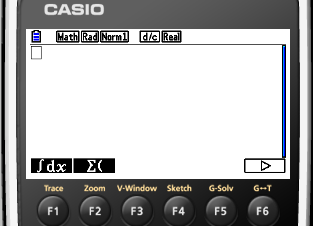 CASIO
Math Rad Norm1 d/c Real
∫dx Σ(
Trace Zoom V-Window Sketch G-Solv G↔T
F1 F2 F3 F4 F5 F6